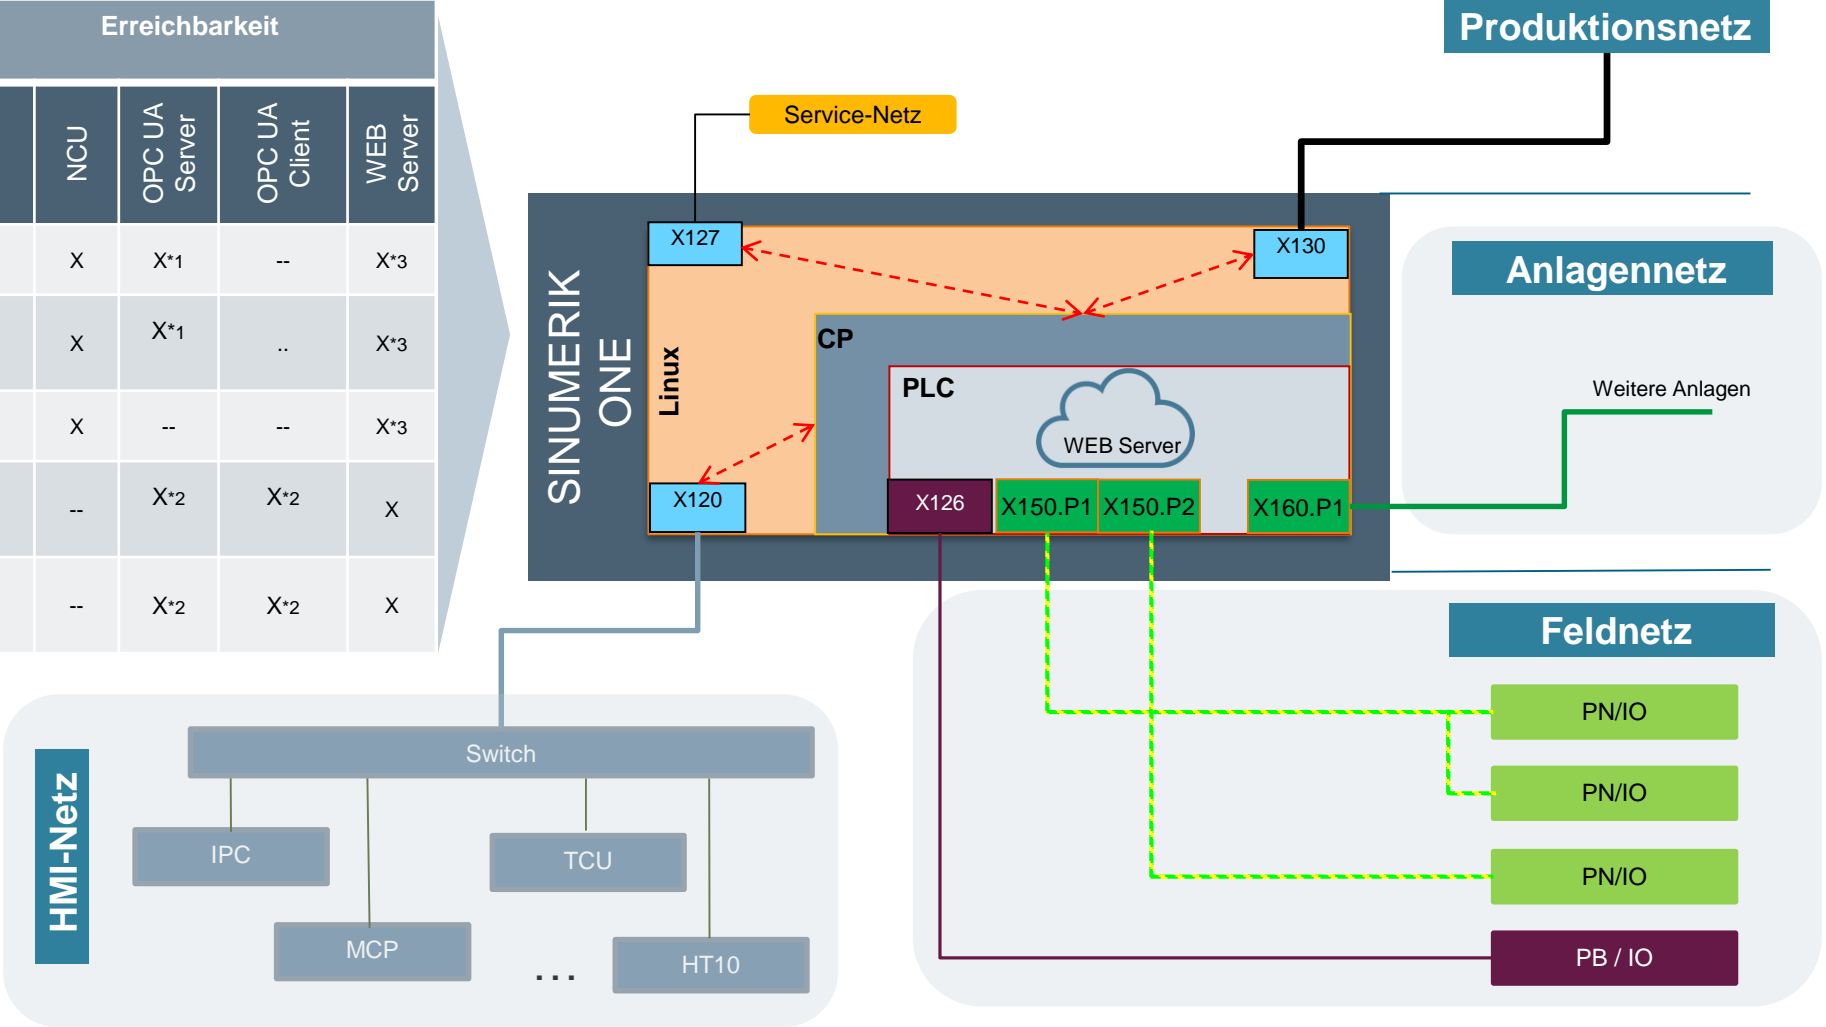 Erreichbarkeit
NCU
OPC UA
Server
OPC UA
Client
WEB
Server
X X*1 -- X*3
X X*1 .. X*3
X -- -- X*3
-- X*2 X*2 X
-- X*2 X*2 X
Produktionsnetz
Service-Netz
SINUMERIK
ONE
X127
X130
Linux
CP
PLC
WEB Server
X120
X126
X150.P1
X150.P2
X160.P1
Anlagennetz
Weitere Anlagen
Feldnetz
PN/IO
PN/IO
PN/IO
PB / IO
HMI-Netz
Switch
IPC
TCU
MCP
...
HT10